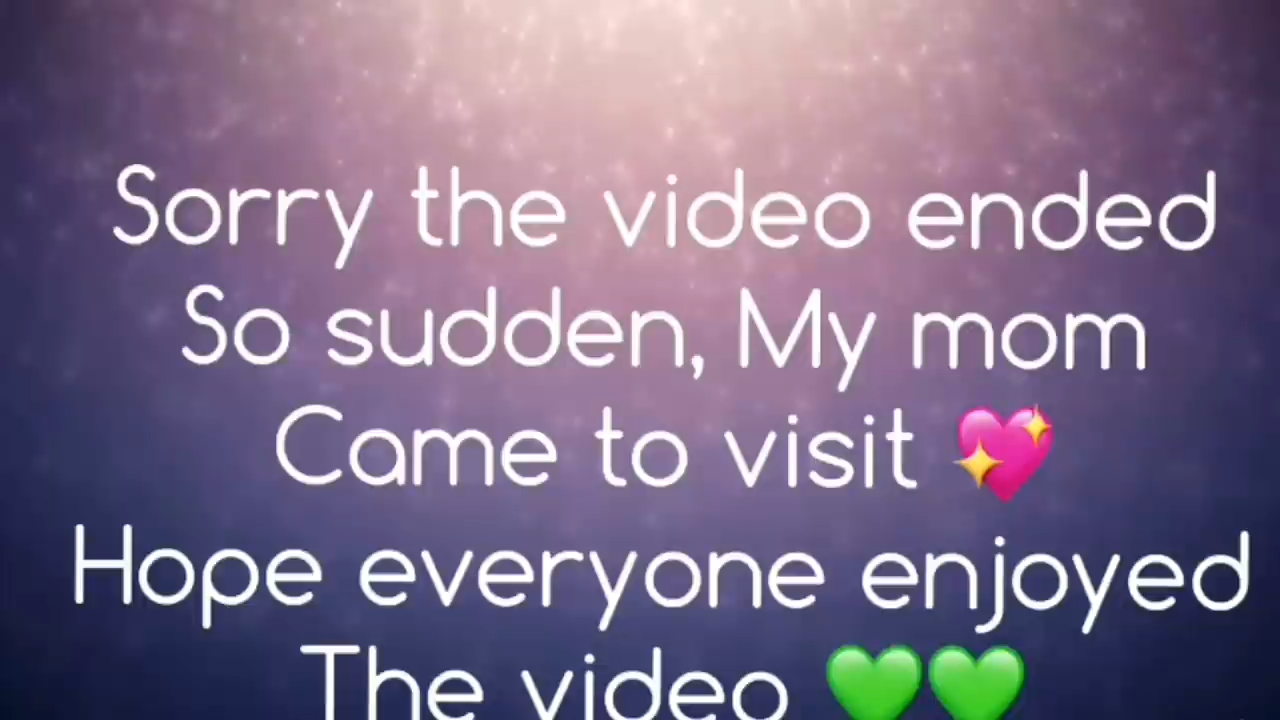 Sorry the video ended
So sudden, My mom
Came to visit 💖
Hope everyone enjoyed
The video 💚💚